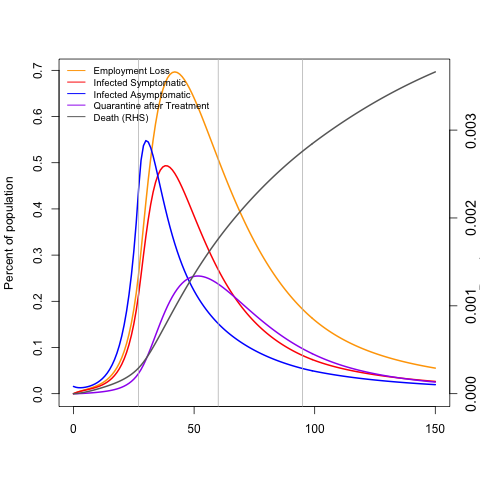 Employment Loss
Infected Symptomatic
Infected Asymptomatic
Quarantine after Treatment
Death (RHS)
Percent of population
0.7
0.6
0.5
0.4
0.3
0.2
0.1
0.0
0.003
0.002
0.001
0.000
0 50 100 150